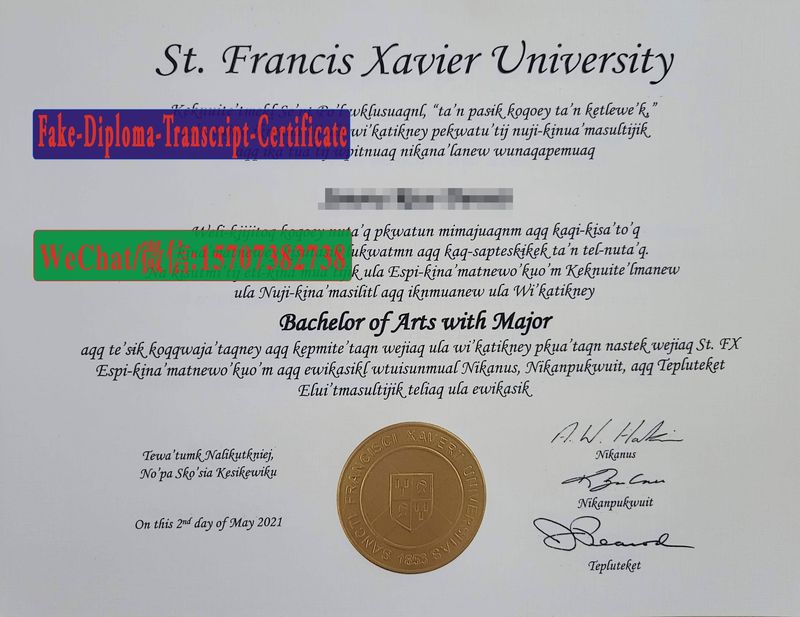 St. Francis Xavier University
"ta'n pasik koqoey ta'n ketlewe'k,"
Fake-Diploma-Transcript-Certificate
wi'katikney pekwatu'tij nuji-kinua'masultijik
nikana'lanew wunaqapemuaq
Weli-kjijitoq koqoey nuta'q pkwatun mimajuaqnm aqq kaqi-kisa'to'q
WeChat/微信:15707382738
ukwatmn aqq kaq-sapteskikek ta'n tel-nuta'q.
ula Espi-kina'matnewo'kuo'm Keknuite'lmanew
ula Nuji-kina'masilitl aqq iknmuanew ula Wi'katikney
Bachelor of Arts with Major
aqq te'sik koqqwaja'taqney aqq kepmite'taqn wejiaq ula wi'katikney pkua'taqn nastek wejiaq St. FX
Espi-kina'matnewo'kuo'm aqq ewikasikl wtuisunmual Nikanus, Nikanpukwuit, aqq Tepluteket
Elui'tmasultijik teliaq ula ewikasik
Tewa'tumk Nalikutkniej,
No'pa Sko'sia Kesikewiku
On this 2nd day of May 2021
SANCTI FRANCISCI XAVERII UNIVERSITAS
1853
Nikanus
Nikanpukwuit
Tepluteket